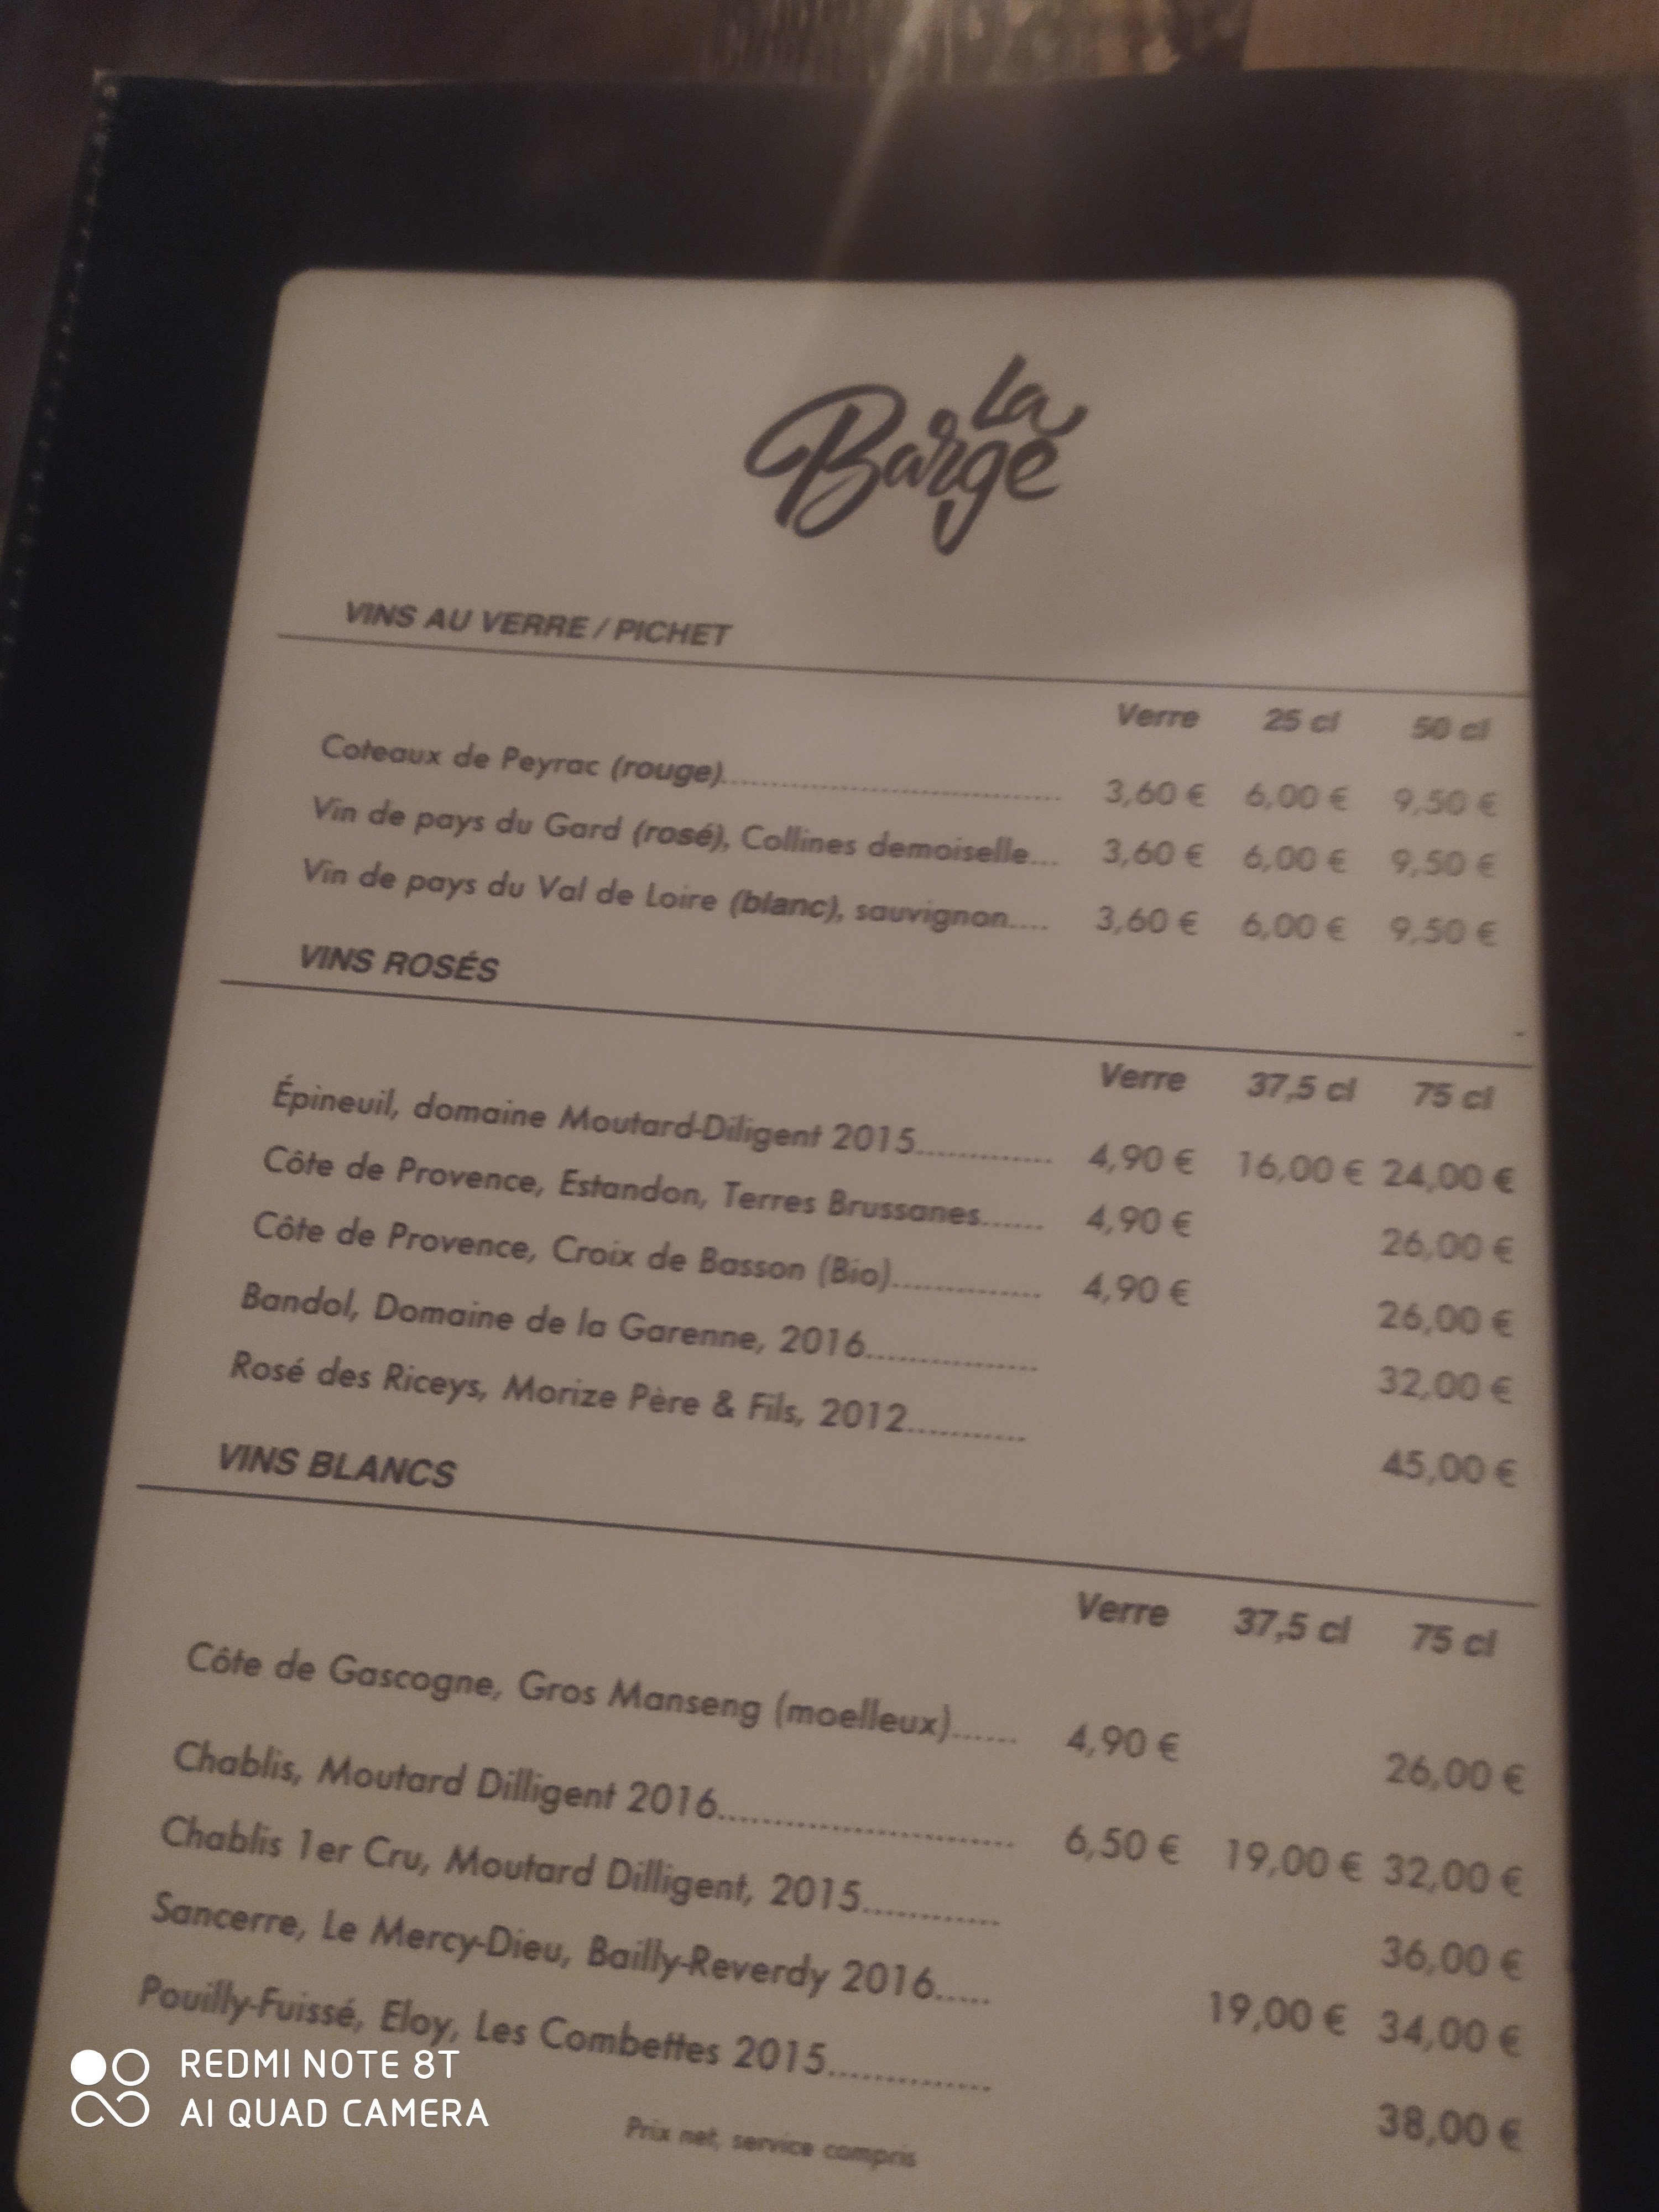 La
Barge
VINS AU VERRE / PICHET
Verre 25 cl 50 cl
Coteaux de Peyrac (rouge)........ 3,60 € 6,00 € 9,50 €
Vin de pays du Gard (rosé), Collines demoiselle... 3,60 € 6,00 € 9,50 €
Vin de pays du Val de Loire (blanc), sauvignon.... 3,60 € 6,00 € 9,50 €
VINS ROSÉS
Verre 37,5 cl 75 cl
Épineuil, domaine Moutard-Diligent 2015............. 4,90 € 16,00 € 24,00 €
Côte de Provence, Estandon, Terres Brussanes...... 4,90 € 26,00 €
Côte de Provence, Croix de Basson (Bio).............. 4,90 € 26,00 €
Bandol, Domaine de la Garenne, 2016................ 32,00 €
Rosé des Riceys, Morize Père & Fils, 2012........... 45,00 €
VINS BLANCS
Verre 37,5 cl 75 cl
Côte de Gascogne, Gros Manseng (moelleux)...... 4,90 € 26,00 €
Chablis, Moutard Dilligent 2016............................ 6,50 € 19,00 € 32,00 €
Chablis 1er Cru, Moutard Dilligent, 2015............. 36,00 €
Sancerre, Le Mercy-Dieu, Bailly-Reverdy 2016..... 19,00 € 34,00 €
Pouilly-Fuissé, Eloy, Les Combettes 2015............... 38,00 €
Prix net, service compris
REDMI NOTE 8T
AI QUAD CAMERA